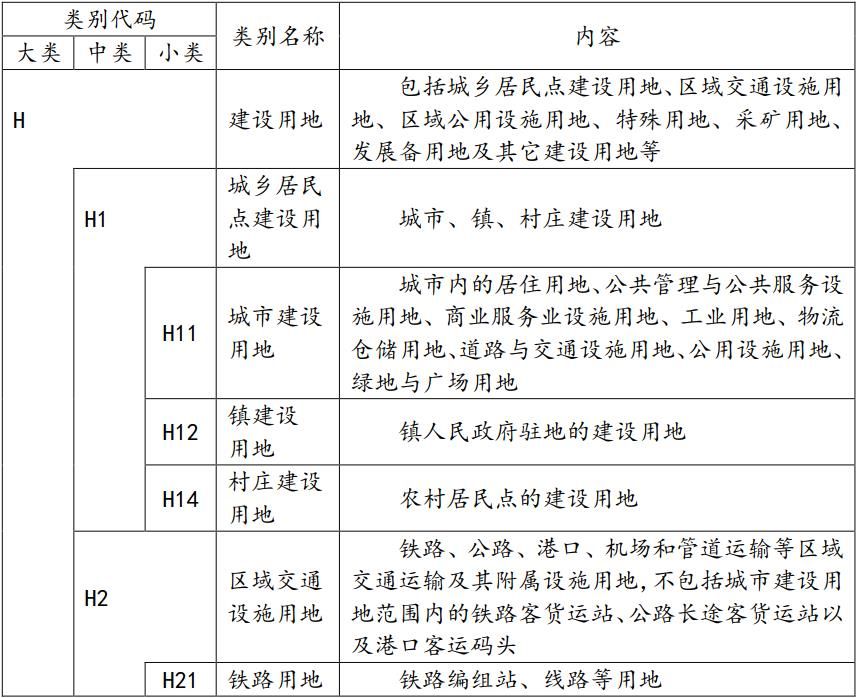 类别代码
类别名称
内容
大类
中类
小类
H
建设用地
包括城乡居民点建设用地、区域交通设施用
地、区域公用设施用地、特殊用地、采矿用地、
发展备用地及其它建设用地等
H1
城乡居民
点建设用
地
城市、镇、村庄建设用地
H11
城市建设
用地
城市内的居住用地、公共管理与公共服务设
施用地、商业服务业设施用地、工业用地、物流
仓储用地、道路与交通设施用地、公用设施用地、
绿地与广场用地
H12
镇建设
用地
镇人民政府驻地的建设用地
H14
村庄建设
用地
农村居民点的建设用地
H2
区域交通
设施用地
铁路、公路、港口、机场和管道运输等区域
交通运输及其附属设施用地,不包括城市建设用
地范围内的铁路客货运站、公路长途客货运站以
及港口客运码头
H21
铁路用地
铁路编组站、线路等用地